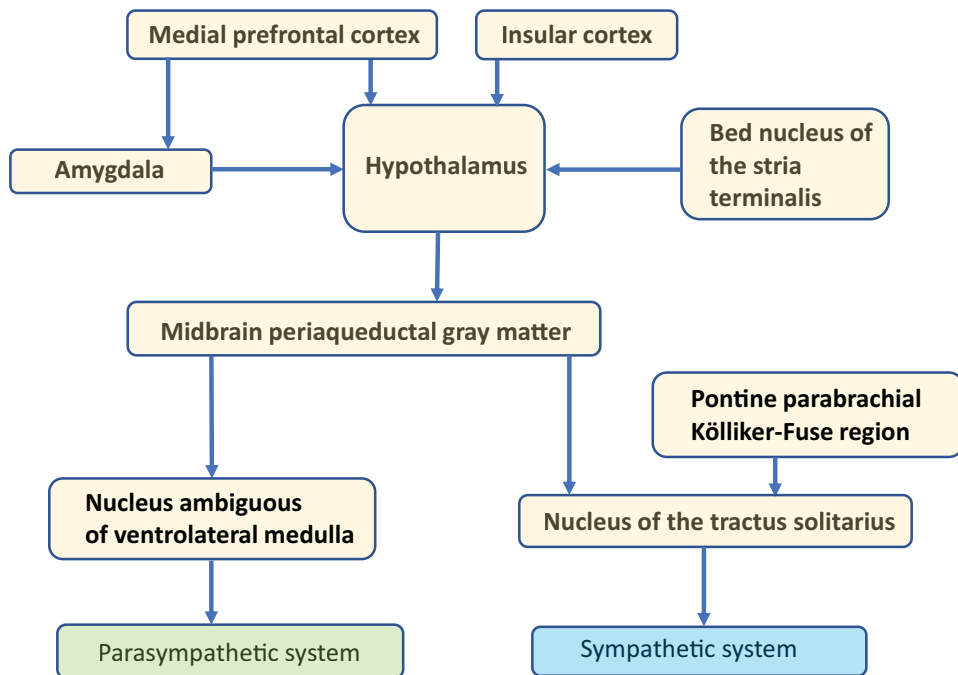 Medial prefrontal cortex
Insular cortex
Amygdala
Hypothalamus
Bed nucleus of
the stria
terminalis
Midbrain periaqueductal gray matter
Pontine parabrachial
Kölliker-Fuse region
Nucleus ambiguous
of ventrolateral medulla
Nucleus of the tractus solitarius
Parasympathetic system
Sympathetic system